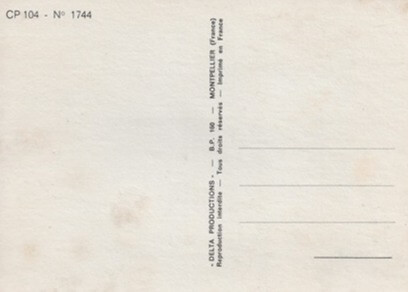 CP 104 - N° 1744
- DELTA PRODUCTIONS - — B.P. 160 — MONTPELLIER (France)
Reproduction interdite — Tous droits réservés — Imprimé en France